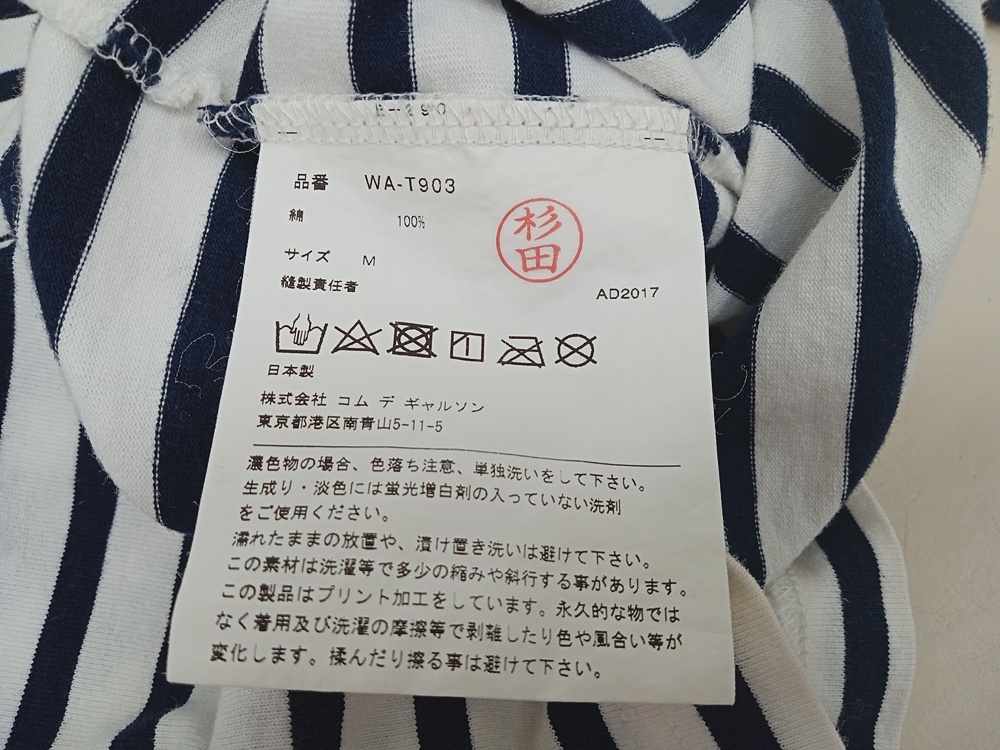 品番 WA-T903
綿 100%
杉田
サイズ M
縫製責任者
AD2017
日本製
株式会社 コム デ ギャルソン
東京都港区南青山5-11-5
濃色物の場合、色落ち注意、単独洗いをして下さい。
生成り・淡色には蛍光増白剤の入っていない洗剤
をご使用ください。
濡れたままの放置や、漬け置き洗いは避けて下さい。
この素材は洗濯等で多少の縮みや斜行する事があります。
この製品はプリント加工をしています。永久的な物では
なく着用及び洗濯の摩擦等で剥離したり色や風合い等が
変化します。揉んだり擦る事は避けて下さい。